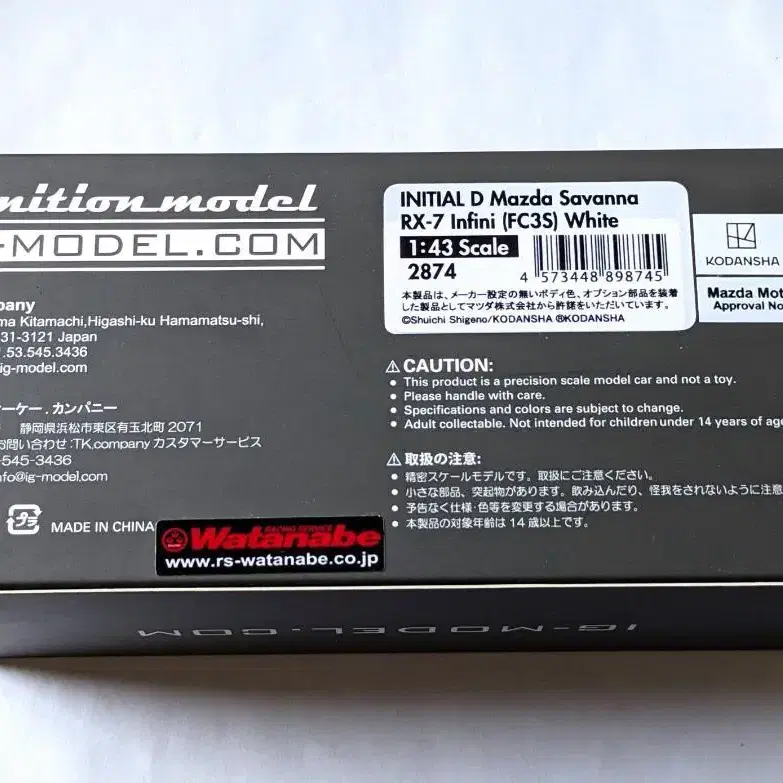 nition model
-MODEL.COM
mpany
ma Kitamachi,Higashi-ku Hamamatsu-shi,
31-3121 Japan
.53.545.3436
ig-model.com
ーケー . カンパニー
静岡県浜松市東区有玉北町 2071
お問い合わせ :TK.company カスタマーサービス
-545-3436
nfo@ig-model.com
プラ
MADE IN CHINA
RACING SERVICE
Watanabe
www.rs-watanabe.co.jp
INITIAL D Mazda Savanna
RX-7 Infini (FC3S) White
1:43 Scale
2874
4 573448 898745
本製品は、メーカー設定の無いボディ色、オプション部品を装着
した製品としてマツダ株式会社から許諾をいただいています。
©Shuichi Shigeno/KODANSHA ®KODANSHA
KODANSHA
Mazda Mot
Approval No
⚠CAUTION:
● This product is a precision scale model car and not a toy.
● Please handle with care.
● Specifications and colors are subject to change.
● Adult collectable. Not intended for children under 14 years of age
⚠取扱の注意:
● 精密スケールモデルです。取扱にご注意ください。
● 小さな部品、突起物があります。飲み込んだり、怪我をされないように注意
● 予告なく仕様・色等を変更する場合があります。
● 本製品の対象年齢は 14 歳以上です。
IG-MODEL.COM